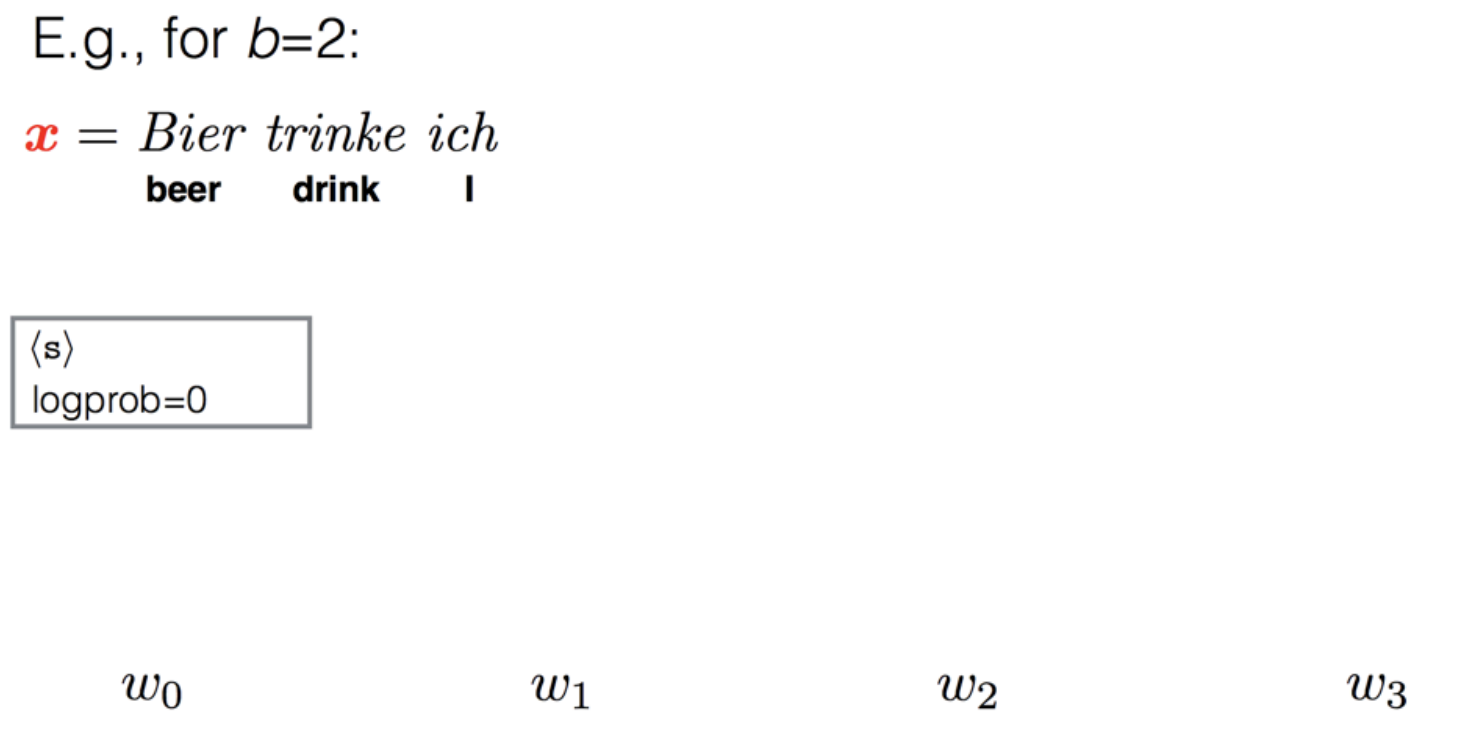 E.g., for b=2:
x = Bier trinke ich
beer drink I
⟨s⟩
logprob=0
w₀ w₁ w₂ w₃